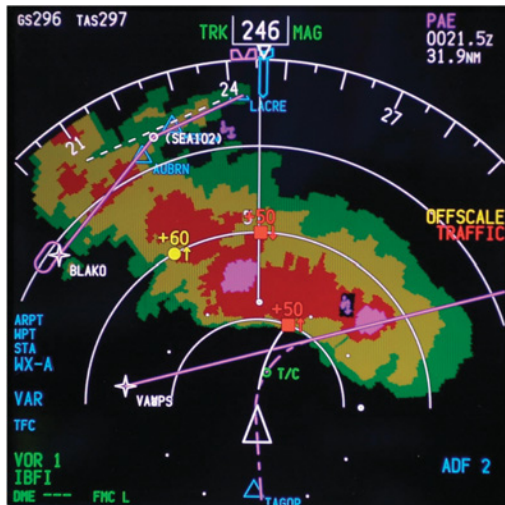 GS296 TAS297
TRK 246 MAG
PAE
0021.5z
31.9NM
21
24
27
LACRE
(SEAIO2)
AUBRN
+50
+60
OFFSCALE
TRAFFIC
BLAKO
+50
ARPT
WPT
STA
WX-A
T/C
VAR
VAMPS
TFC
VOR 1
IBFI
DME --- FMC L
ADF 2
TAGOR